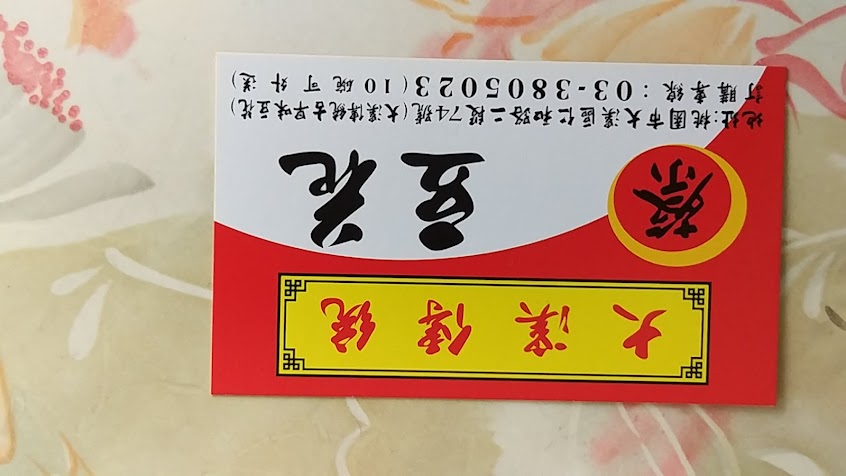 大溪傳統
蔡
豆花
地址:桃園市大溪區仁和路二段74號(大溪傳統古早味豆花)
訂購專線：03-3805023(10碗可外送)